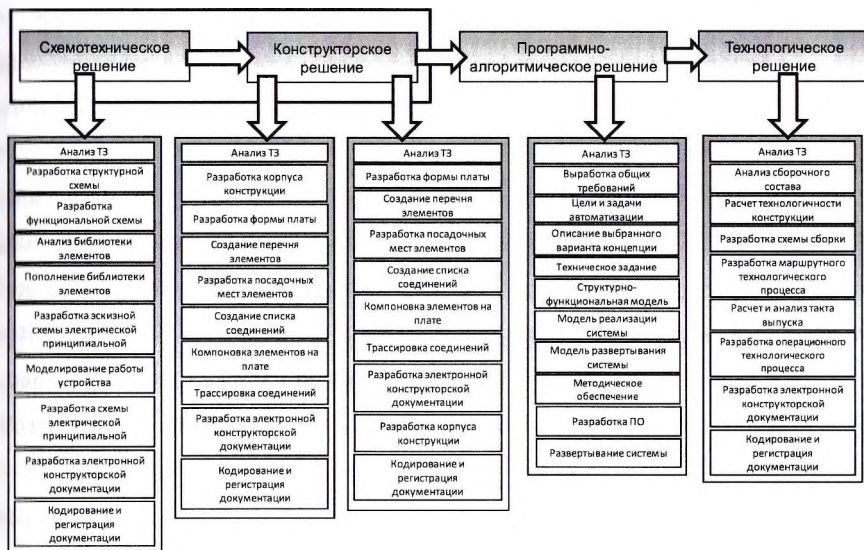 Схемотехническое
решение
Конструкторское
решение
Программно-
алгоритмическое решение
Технологическое
решение
Анализ ТЗ
Разработка структурной
схемы
Разработка
функциональной схемы
Анализ библиотеки
элементов
Пополнение библиотеки
элементов
Разработка эскизной
схемы электрической
принципиальной
Моделирование работы
устройства
Разработка схемы
электрической
принципиальной
Разработка электронной
конструкторской
документации
Кодирование и
регистрация
документации
Анализ ТЗ
Разработка корпуса
конструкции
Разработка формы платы
Создание перечня
элементов
Разработка посадочных
мест элементов
Создание списка
соединений
Компоновка элементов на
плате
Трассировка соединений
Разработка электронной
конструкторской
документации
Кодирование и
регистрация
документации
Анализ ТЗ
Разработка формы платы
Создание перечня
элементов
Разработка посадочных
мест элементов
Создание списка
соединений
Компоновка элементов на
плате
Трассировка соединений
Разработка электронной
конструкторской
документации
Разработка корпуса
конструкции
Кодирование и
регистрация
документации
Анализ ТЗ
Выработка общих
требований
Цели и задачи
автоматизации
Описание выбранного
варианта концепции
Техническое задание
Структурно-
функциональная модель
Модель реализации
системы
Модель развертывания
системы
Методическое
обеспечение
Разработка ПО
Развертывание системы
Анализ ТЗ
Анализ сборочного
состава
Расчет технологичности
конструкции
Разработка схемы сборки
Разработка маршрутного
технологического
процесса
Расчет и анализ такта
выпуска
Разработка операционного
технологического
процесса
Разработка электронной
конструкторской
документации
Кодирование и
регистрация
документации